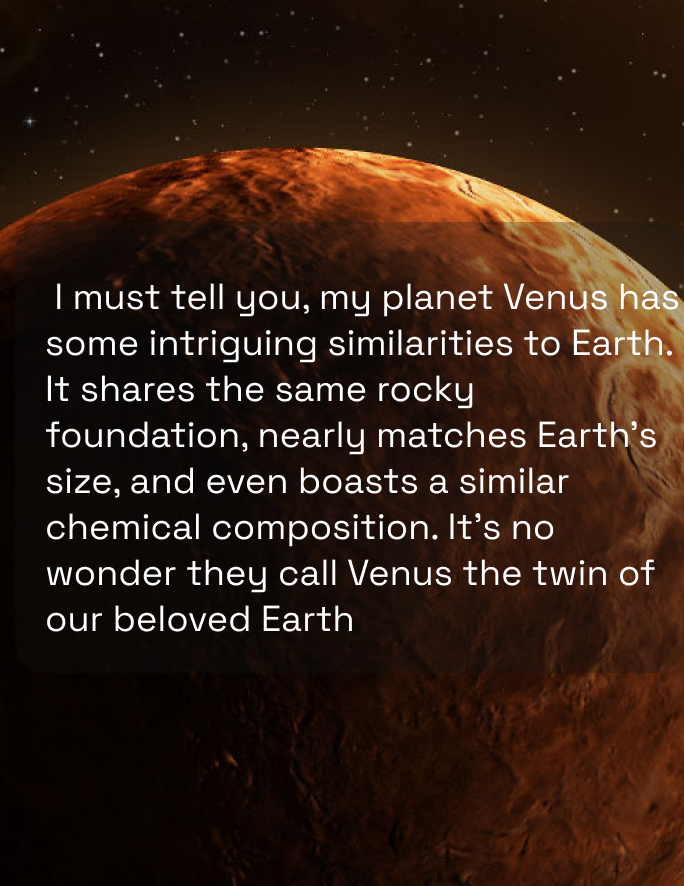 I must tell you, my planet Venus has
some intriguing similarities to Earth.
It shares the same rocky
foundation, nearly matches Earth’s
size, and even boasts a similar
chemical composition. It’s no
wonder they call Venus the twin of
our beloved Earth